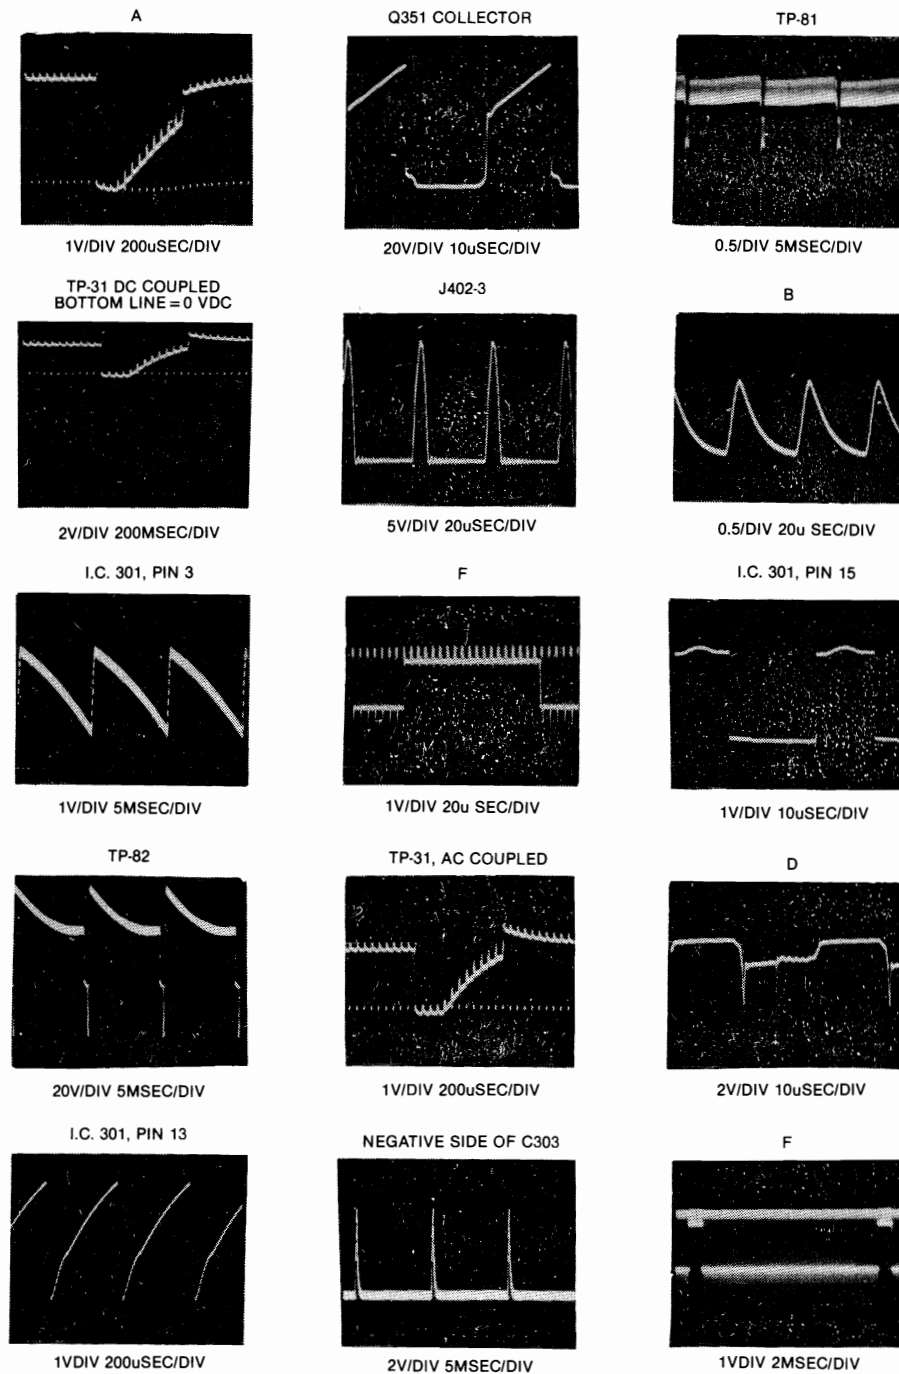 A
Q351 COLLECTOR
TP-81
1V/DIV 200uSEC/DIV
20V/DIV 10uSEC/DIV
0.5/DIV 5MSEC/DIV
TP-31 DC COUPLED
BOTTOM LINE=0 VDC
J402-3
B
2V/DIV 200MSEC/DIV
5V/DIV 20uSEC/DIV
0.5/DIV 20u SEC/DIV
I.C. 301, PIN 3
F
I.C. 301, PIN 15
1V/DIV 5MSEC/DIV
1V/DIV 20u SEC/DIV
1V/DIV 10uSEC/DIV
TP-82
TP-31, AC COUPLED
D
20V/DIV 5MSEC/DIV
1V/DIV 200uSEC/DIV
2V/DIV 10uSEC/DIV
I.C. 301, PIN 13
NEGATIVE SIDE OF C303
F
1VDIV 200uSEC/DIV
2V/DIV 5MSEC/DIV
1VDIV 2MSEC/DIV